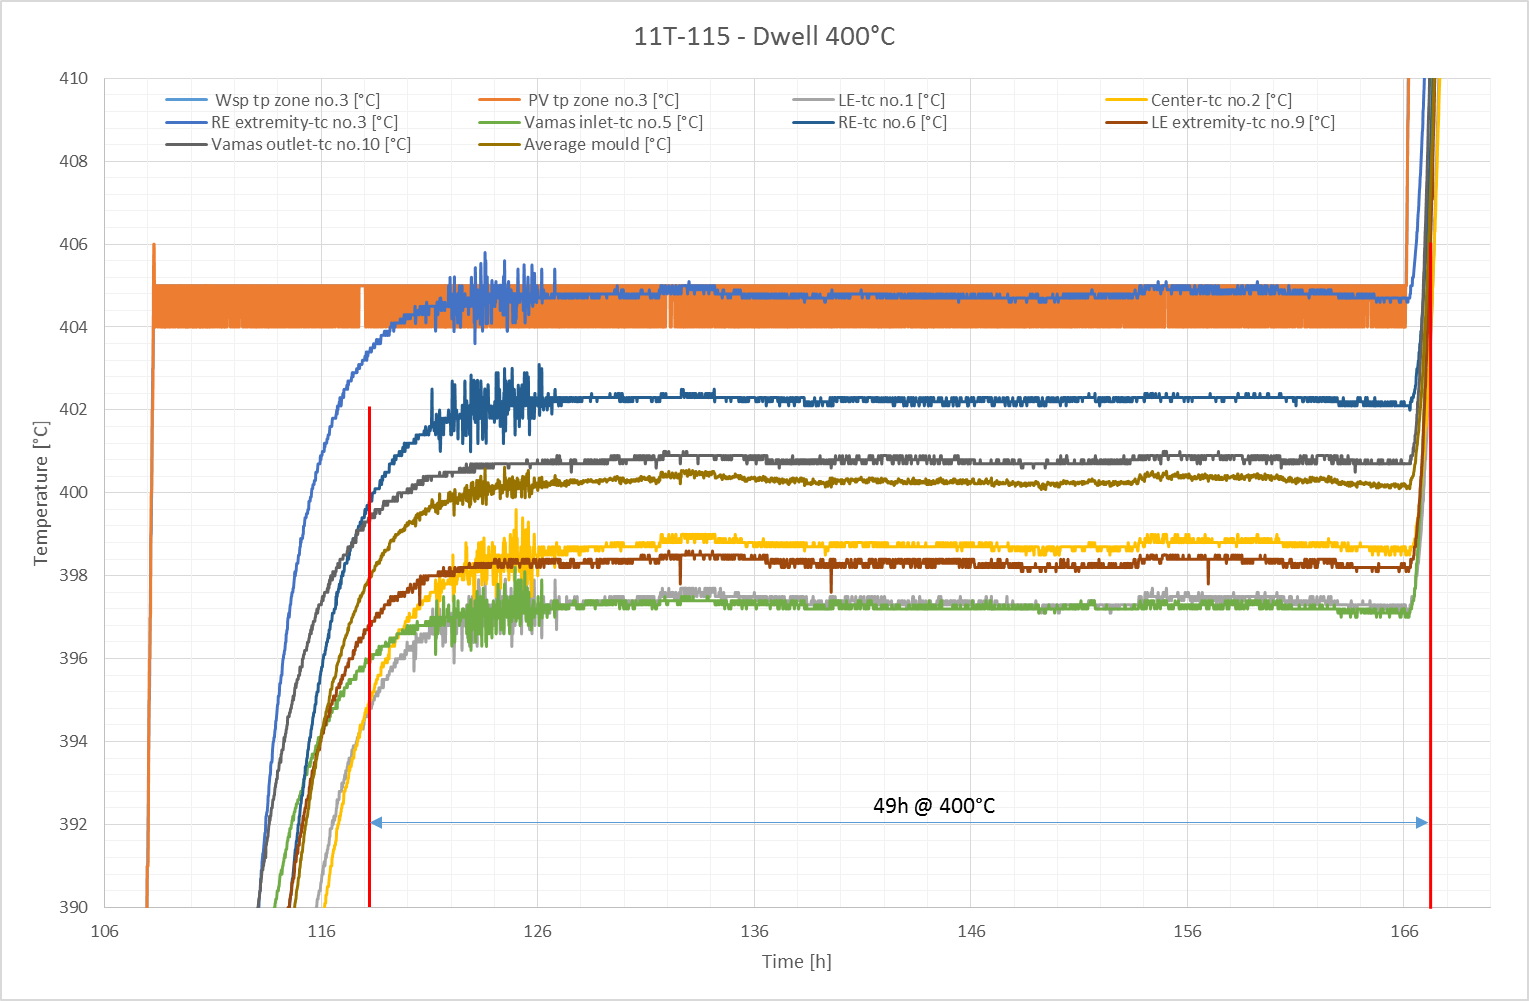 11T-115 - Dwell 400°C
410
408
406
404
402
400
398
396
394
392
390
Temperature [°C]
Wsp tp zone no.3 [°C] PV tp zone no.3 [°C] LE-tc no.1 [°C] Center-tc no.2 [°C]
RE extremity-tc no.3 [°C] Vamas inlet-tc no.5 [°C] RE-tc no.6 [°C] LE extremity-tc no.9 [°C]
Vamas outlet-tc no.10 [°C] Average mould [°C]
49h @ 400°C
106 116 126 136 146 156 166
Time [h]